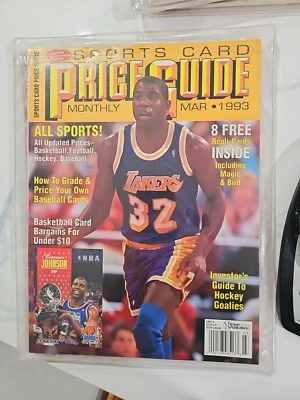 SPORTS CARD PRICE GUIDE
SPORTS CARD
PRICE GUIDE
MONTHLY
MAR • 1993
ALL SPORTS!
All Updated Prices–
Basketball, Football,
Hockey, Baseball
How To Grade &
Price Your Own
Baseball Cards
Basketball Card
Bargains For
Under $10
8 FREE
Repli-Cards
INSIDE
Including
Magic
& Bird
LAKERS
32
JOHNSON
NBA
Investor's
Guide To
Hockey
Goalies